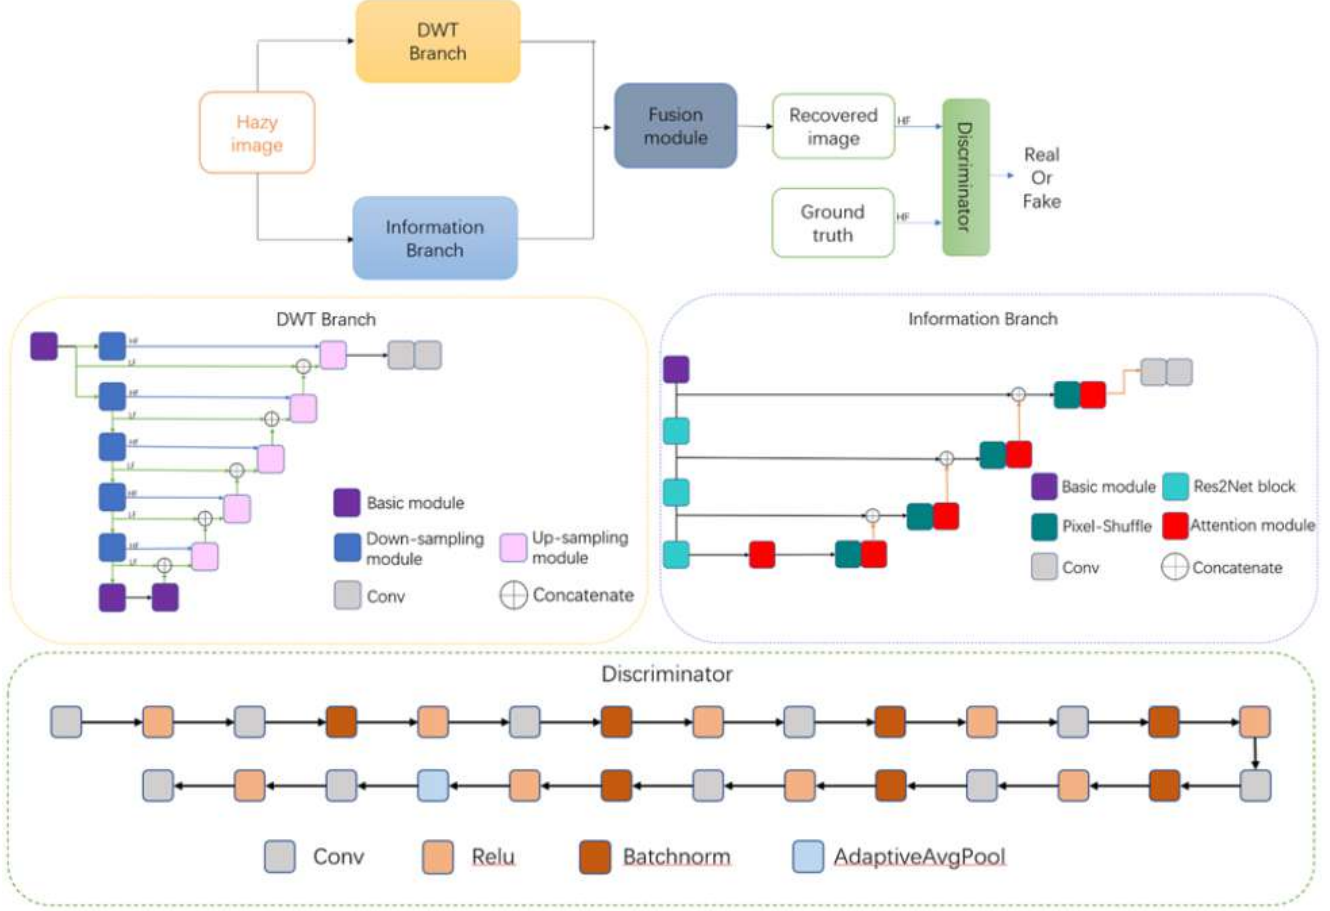 DWT
Branch
Hazy
image
Fusion
module
Recovered
image
HF
Discriminator
Real
Or
Fake
Ground
truth
HF
Information
Branch
DWT Branch
HF
LF
HF
LF
HF
LF
HF
LF
HF
LF
Basic module
Down-sampling
module
Up-sampling
module
Conv
Concatenate
Information Branch
Basic module
Res2Net block
Pixel-Shuffle
Attention module
Conv
Concatenate
Discriminator
Conv
Relu
Batchnorm
AdaptiveAvgPool